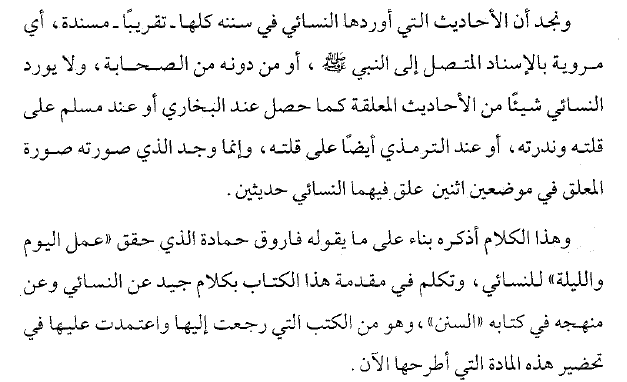 ونجد أن الأحاديث التي أوردها النسائي في سننه كلها ـ تقريبًا ـ مسندة، أي
مروية بالإسناد المتصل إلى النبي ﷺ، أو من دونه من الصحابة، ولا يورد
النسائي شيئًا من الأحاديث المعلقة كما حصل عند البخاري أو عند مسلم على
قلته وندرته، أو عند الترمذي أيضًا على قلته، وإنما وجد الذي صورته صورة
المعلق في موضعين اثنين علق فيهما النسائي حديثين.
وهذا الكلام أذكره بناء على ما يقوله فاروق حمادة الذي حقق «عمل اليوم
والليلة» للنسائي، وتكلم في مقدمة هذا الكتاب بكلام جيد عن النسائي وعن
منهجه في كتابه «السنن»، وهو من الكتب التي رجعت إليها واعتمدت عليها في
تحضير هذه المادة التي أطرحها الآن.